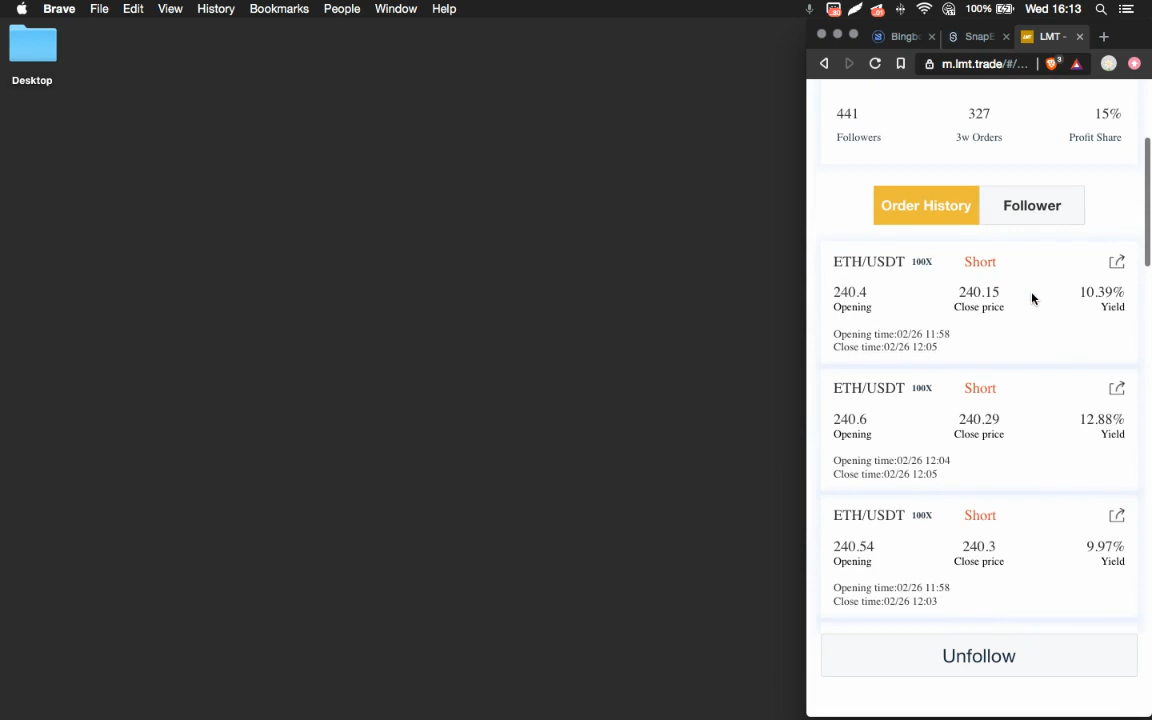 Brave File Edit View History Bookmarks People Window Help 100% Wed 16:13
Desktop
Bingb SnapE LMT -
m.lmt.trade/#/...
441 327 15%
Followers 3w Orders Profit Share
Order History Follower
ETH/USDT 100X Short
240.4 240.15 10.39%
Opening Close price Yield
Opening time:02/26 11:58
Close time:02/26 12:05
ETH/USDT 100X Short
240.6 240.29 12.88%
Opening Close price Yield
Opening time:02/26 12:04
Close time:02/26 12:05
ETH/USDT 100X Short
240.54 240.3 9.97%
Opening Close price Yield
Opening time:02/26 11:58
Close time:02/26 12:03
Unfollow